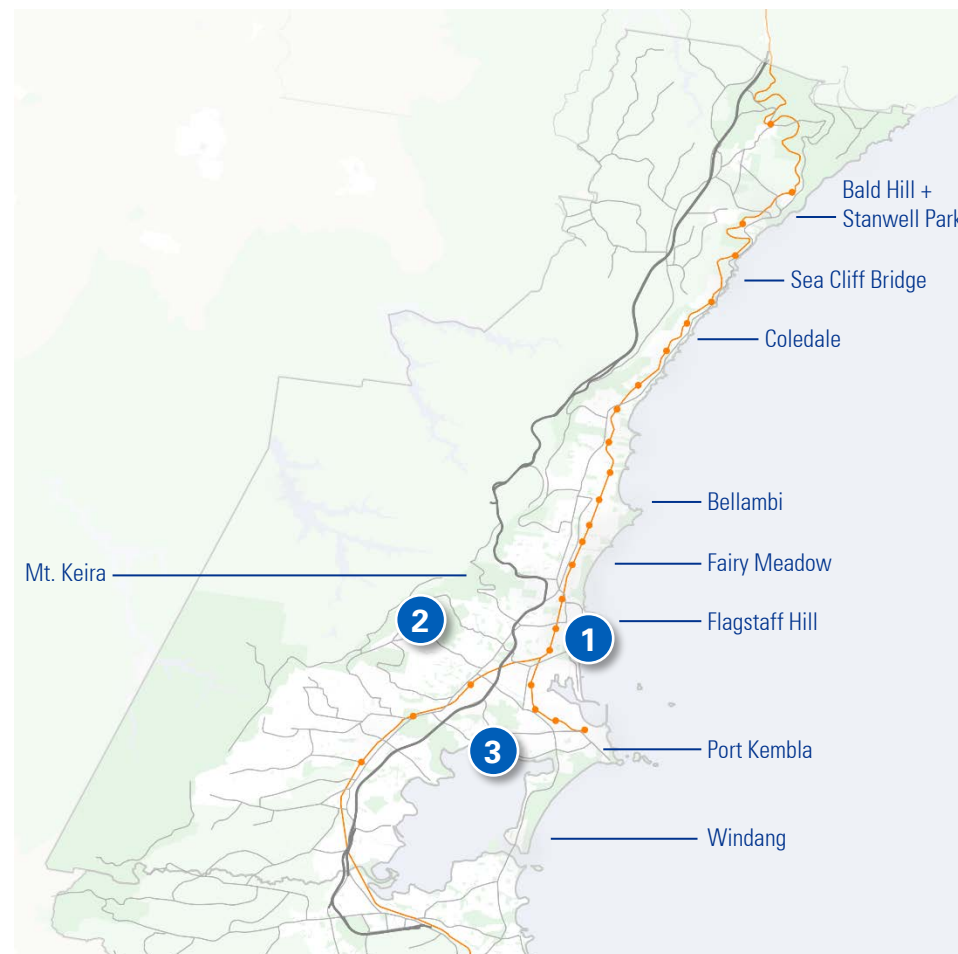 Bald Hill +
Stanwell Park
Sea Cliff Bridge
Coledale
Bellambi
Fairy Meadow
Mt. Keira
Flagstaff Hill
2
1
Port Kembla
3
Windang